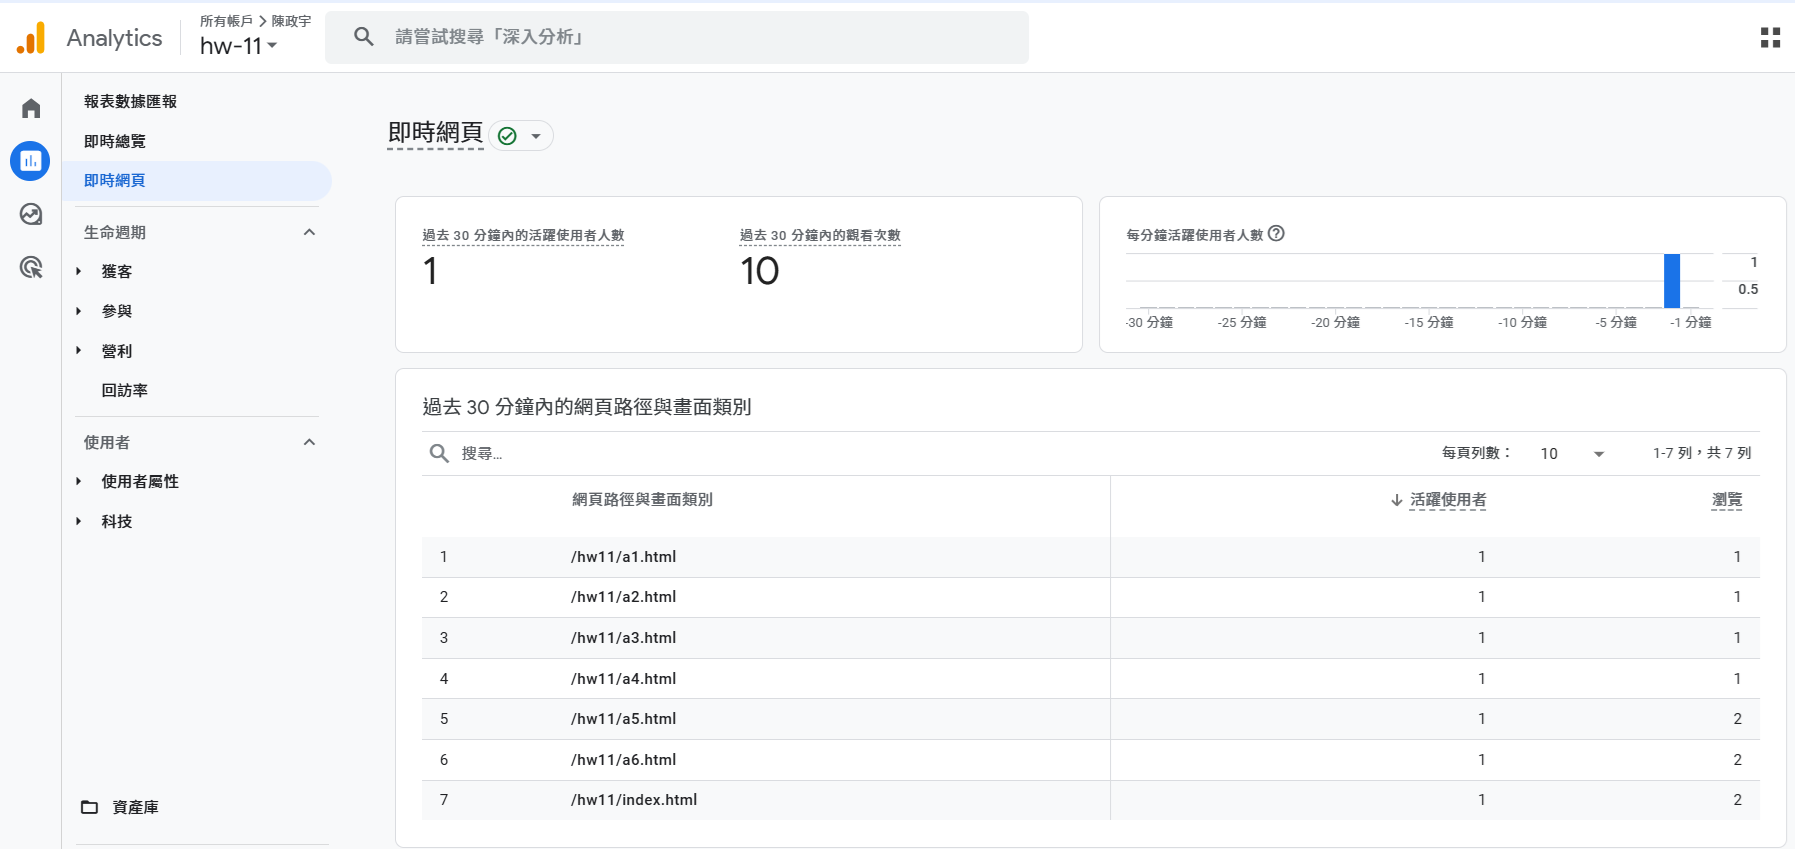 Analytics
所有帳戶 > 陳政宇
hw-11
請嘗試搜尋「深入分析」
報表數據匯報
即時總覽
即時網頁
生命週期
獲客
參與
營利
回訪率
使用者
使用者屬性
科技
資產庫
即時網頁
過去 30 分鐘內的活躍使用者人數
1
過去 30 分鐘內的觀看次數
10
每分鐘活躍使用者人數
1
0.5
-30 分鐘 -25 分鐘 -20 分鐘 -15 分鐘 -10 分鐘 -5 分鐘 -1 分鐘
過去 30 分鐘內的網頁路徑與畫面類別
搜尋... 每頁列數： 10 1-7 列，共 7 列
網頁路徑與畫面類別 ↓ 活躍使用者 瀏覽
1 /hw11/a1.html 1 1
2 /hw11/a2.html 1 1
3 /hw11/a3.html 1 1
4 /hw11/a4.html 1 1
5 /hw11/a5.html 1 2
6 /hw11/a6.html 1 2
7 /hw11/index.html 1 2